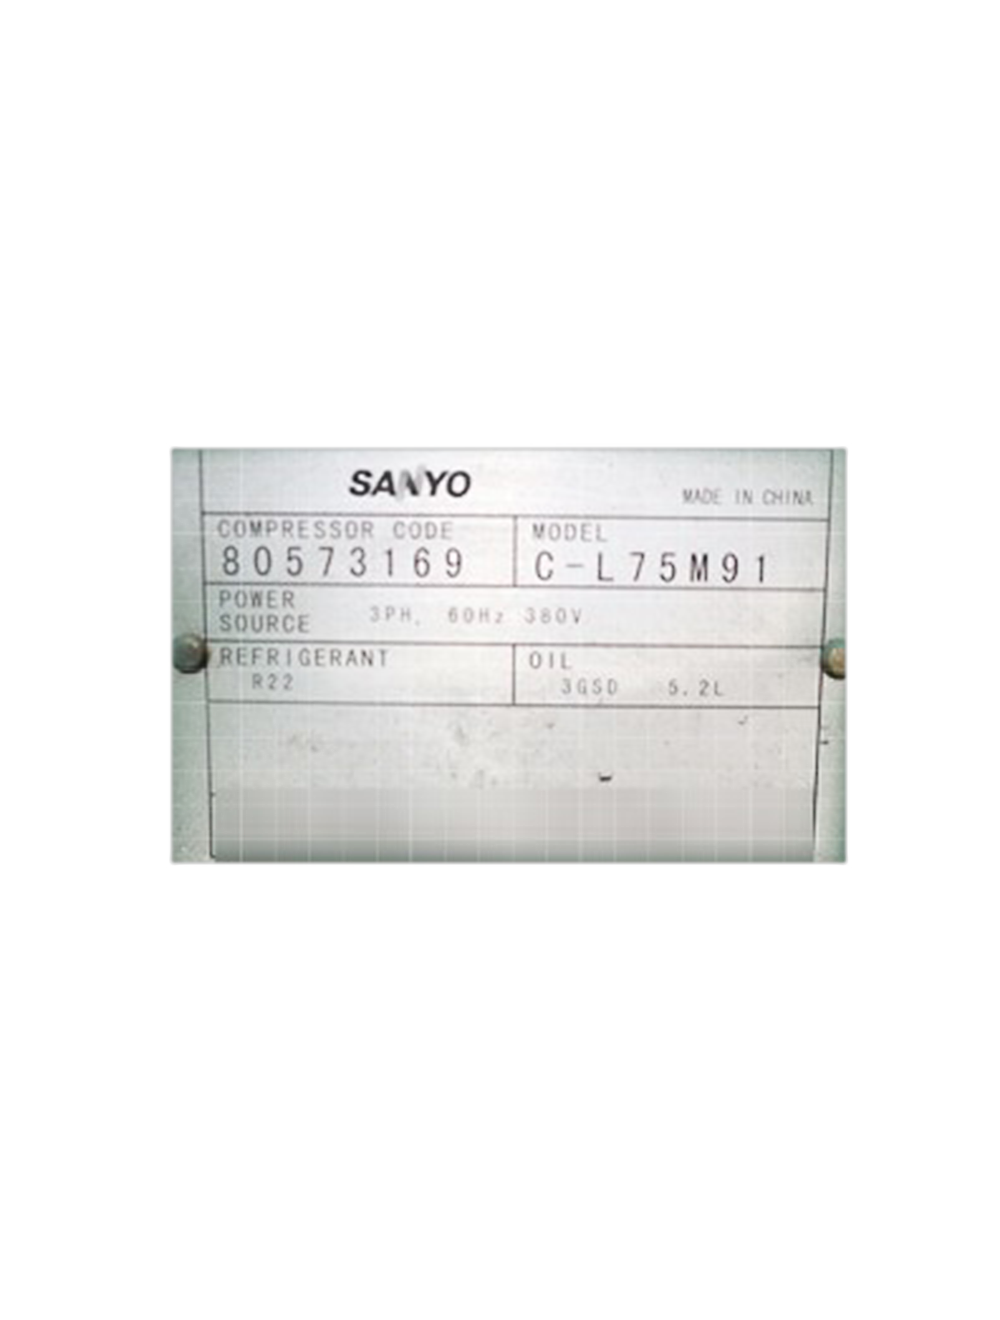 SANYO
MADE IN CHINA
COMPRESSOR CODE
80573169
MODEL
C-L75M91
POWER
SOURCE
3PH, 60Hz 380V
REFRIGERANT
R22
OIL
3GSD 5.2L